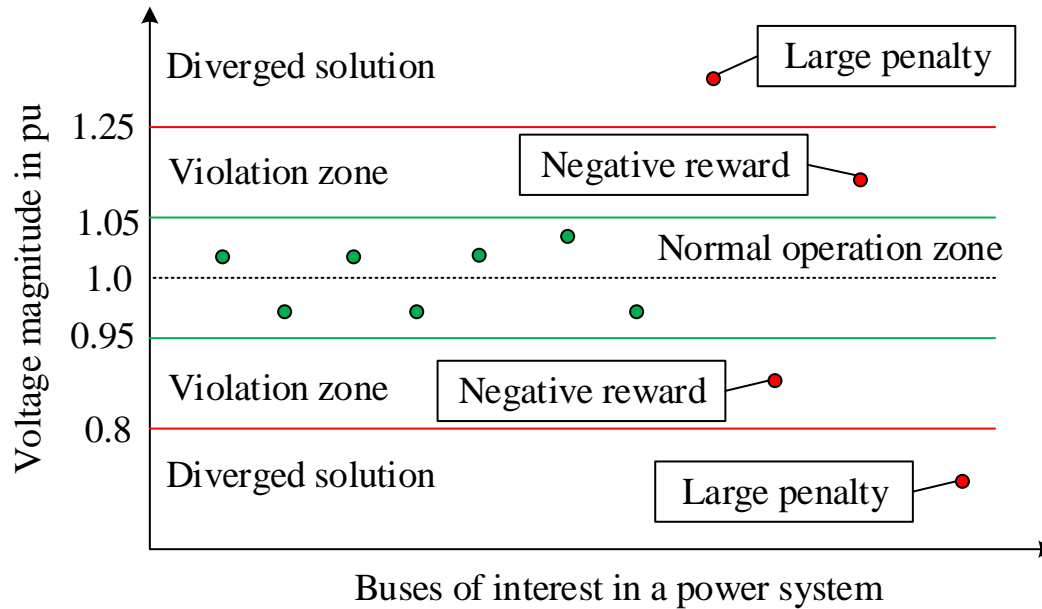 Diverged solution
Large penalty
1.25
Violation zone
Negative reward
1.05
Normal operation zone
1.0
0.95
Violation zone
Negative reward
0.8
Diverged solution
Large penalty
Voltage magnitude in pu
Buses of interest in a power system